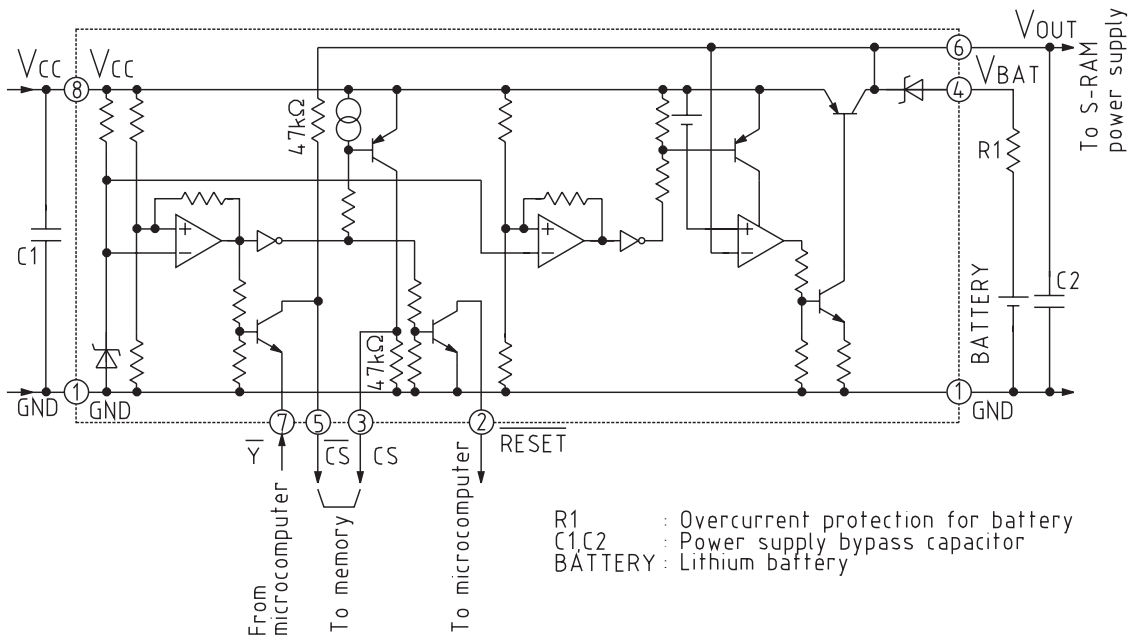 VOUT
To S-RAM
power supply
VCC
VCC
VBAT
8
6
4
47kΩ
R1
+
−
+
−
+
−
C1
C2
BATTERY
47kΩ
1
1
GND
GND
GND
7
5
3
2
Y
CS
CS
RESET
From
microcomputer
To memory
To microcomputer
R1 : Overcurrent protection for battery
C1,C2 : Power supply bypass capacitor
BATTERY : Lithium battery